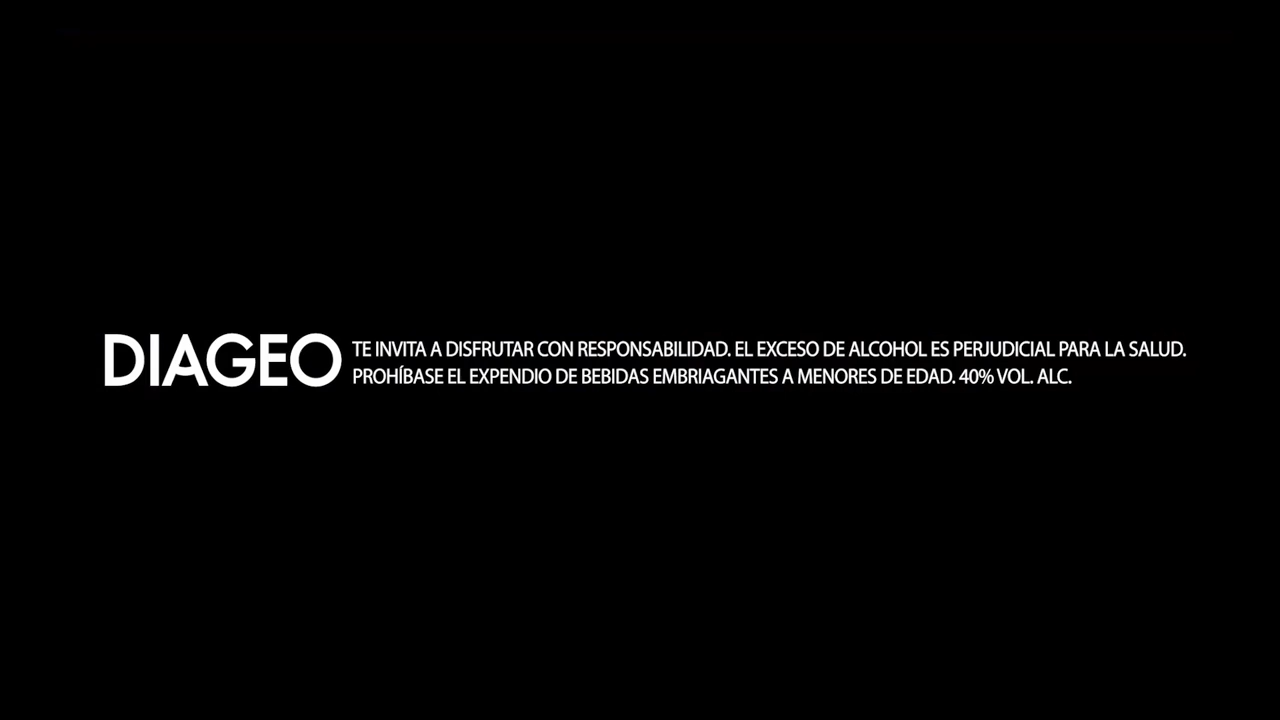 DIAGEO
TE INVITA A DISFRUTAR CON RESPONSABILIDAD. EL EXCESO DE ALCOHOL ES PERJUDICIAL PARA LA SALUD.
PROHÍBASE EL EXPENDIO DE BEBIDAS EMBRIAGANTES A MENORES DE EDAD. 40% VOL. ALC.